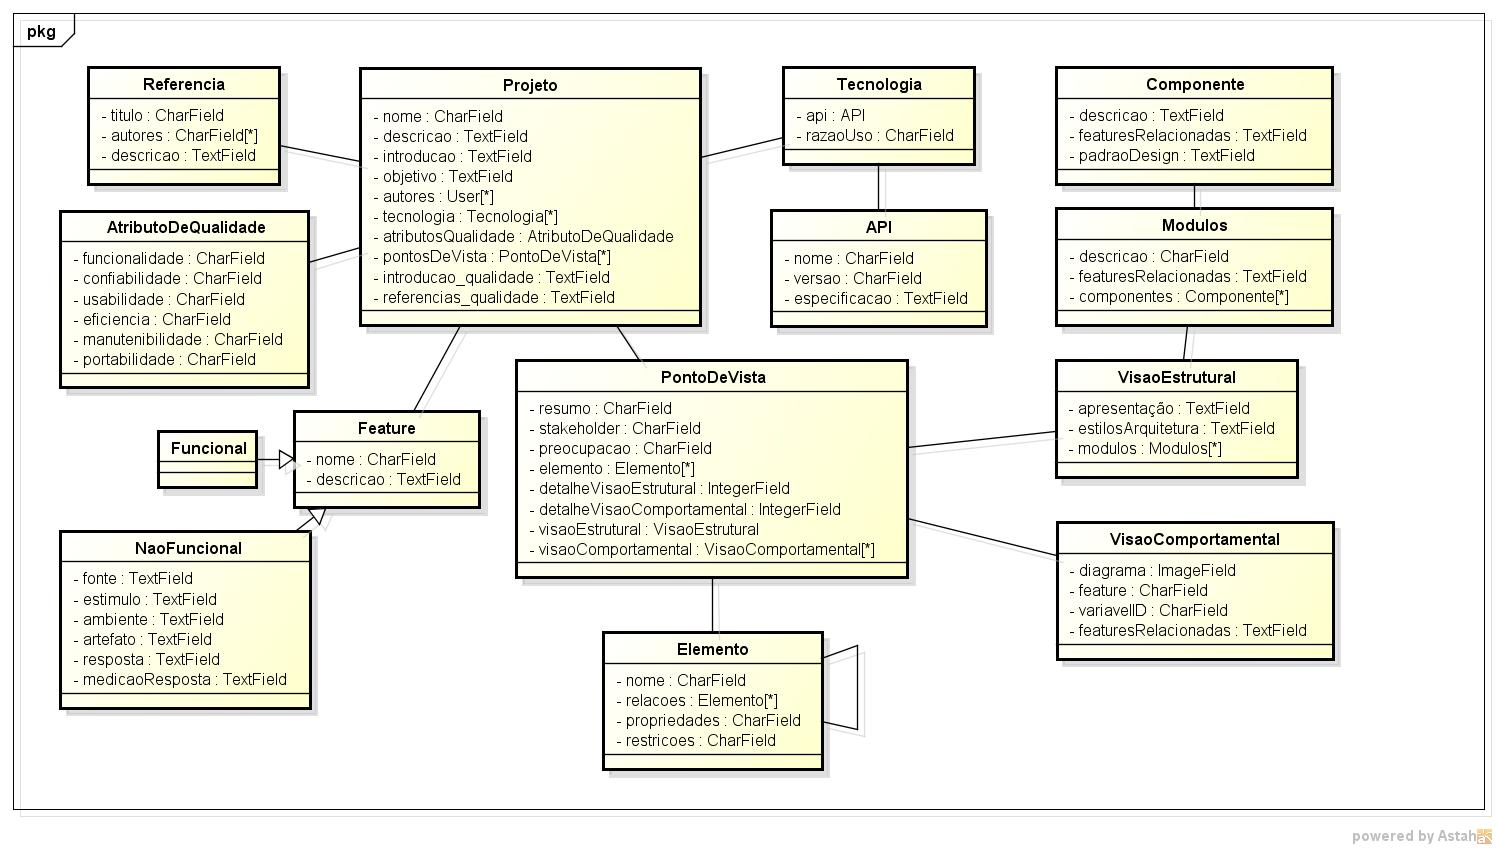 pkg
Referencia
- titulo : CharField
- autores : CharField[*]
- descricao : TextField
Projeto
- nome : CharField
- descricao : TextField
- introducao : TextField
- objetivo : TextField
- autores : User[*]
- tecnologia : Tecnologia[*]
- atributosQualidade : AtributoDeQualidade
- pontosDeVista : PontoDeVista[*]
- introducao_qualidade : TextField
- referencias_qualidade : TextField
Tecnologia
- api : API
- razaoUso : CharField
Componente
- descricao : TextField
- featuresRelacionadas : TextField
- padraoDesign : TextField
AtributoDeQualidade
- funcionalidade : CharField
- confiabilidade : CharField
- usabilidade : CharField
- eficiencia : CharField
- manutenibilidade : CharField
- portabilidade : CharField
API
- nome : CharField
- versao : CharField
- especificacao : TextField
Modulos
- descricao : CharField
- featuresRelacionadas : TextField
- componentes : Componente[*]
PontoDeVista
- resumo : CharField
- stakeholder : CharField
- preocupacao : CharField
- elemento : Elemento[*]
- detalheVisaoEstrutural : IntegerField
- detalheVisaoComportamental : IntegerField
- visaoEstrutural : VisaoEstrutural
- visaoComportamental : VisaoComportamental[*]
VisaoEstrutural
- apresentação : TextField
- estilosArquitetura : TextField
- modulos : Modulos[*]
Funcional
Feature
- nome : CharField
- descricao : TextField
NaoFuncional
- fonte : TextField
- estimulo : TextField
- ambiente : TextField
- artefato : TextField
- resposta : TextField
- medicaoResposta : TextField
VisaoComportamental
- diagrama : ImageField
- feature : CharField
- variavelID : CharField
- featuresRelacionadas : TextField
Elemento
- nome : CharField
- relacoes : Elemento[*]
- propriedades : CharField
- restricoes : CharField
powered by Astah